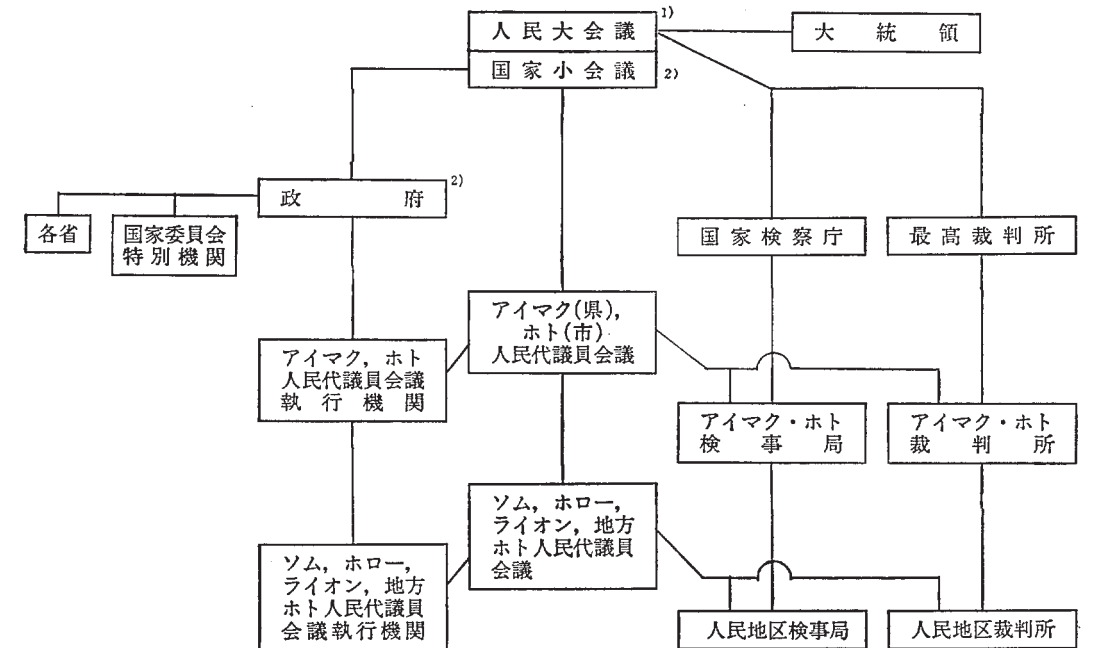 人民大会議 1)
国家小会議 2)
大統領
政府 2)
各省
国家委員会
特別機関
国家検察庁
最高裁判所
アイマク(県),
ホト(市)
人民代議員会議
アイマク, ホト
人民代議員会議
執行機関
アイマク・ホト
検事局
アイマク・ホト
裁判所
ソム, ホロー,
ライオン, 地方
ホト人民代議員
会議
ソム, ホロー,
ライオン, 地方
ホト人民代議員
会議執行機関
人民地区検事局
人民地区裁判所